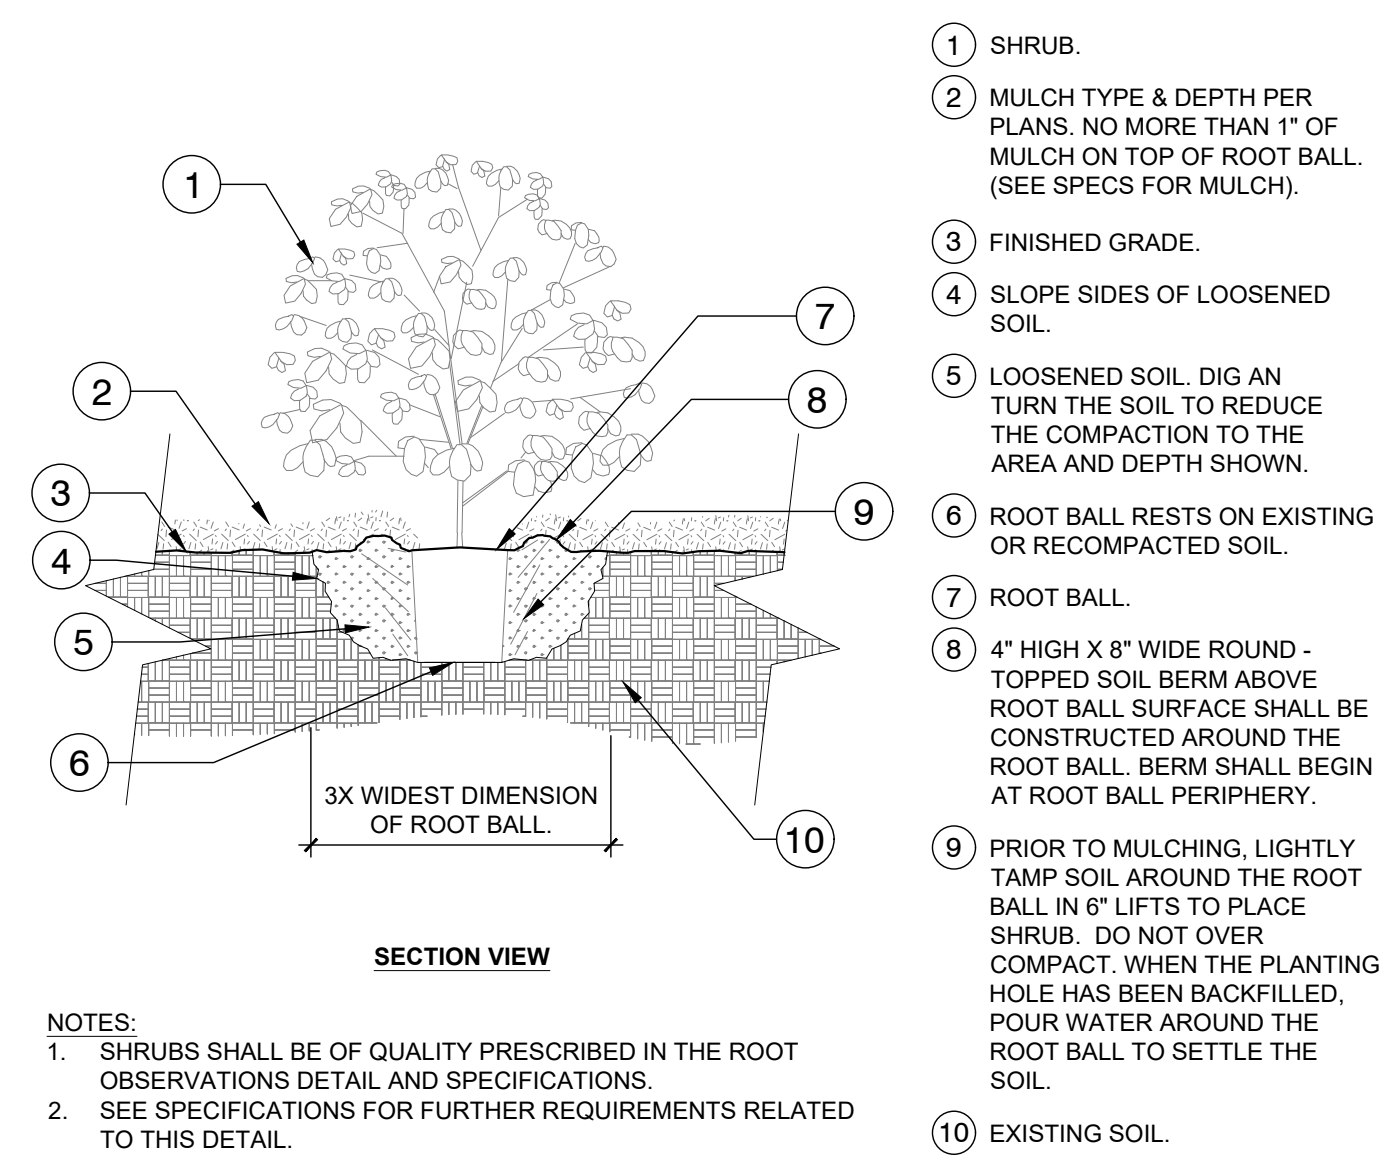 1 SHRUB.
2 MULCH TYPE & DEPTH PER
PLANS. NO MORE THAN 1" OF
MULCH ON TOP OF ROOT BALL.
(SEE SPECS FOR MULCH).
3 FINISHED GRADE.
4 SLOPE SIDES OF LOOSENED
SOIL.
5 LOOSENED SOIL. DIG AN
TURN THE SOIL TO REDUCE
THE COMPACTION TO THE
AREA AND DEPTH SHOWN.
6 ROOT BALL RESTS ON EXISTING
OR RECOMPACTED SOIL.
7 ROOT BALL.
8 4" HIGH X 8" WIDE ROUND -
TOPPED SOIL BERM ABOVE
ROOT BALL SURFACE SHALL BE
CONSTRUCTED AROUND THE
ROOT BALL. BERM SHALL BEGIN
AT ROOT BALL PERIPHERY.
9 PRIOR TO MULCHING, LIGHTLY
TAMP SOIL AROUND THE ROOT
BALL IN 6" LIFTS TO PLACE
SHRUB. DO NOT OVER
COMPACT. WHEN THE PLANTING
HOLE HAS BEEN BACKFILLED,
POUR WATER AROUND THE
ROOT BALL TO SETTLE THE
SOIL.
10 EXISTING SOIL.
1
2
3
4
5
6
7
8
9
10
3X WIDEST DIMENSION
OF ROOT BALL.
SECTION VIEW
NOTES:
1. SHRUBS SHALL BE OF QUALITY PRESCRIBED IN THE ROOT
OBSERVATIONS DETAIL AND SPECIFICATIONS.
2. SEE SPECIFICATIONS FOR FURTHER REQUIREMENTS RELATED
TO THIS DETAIL.